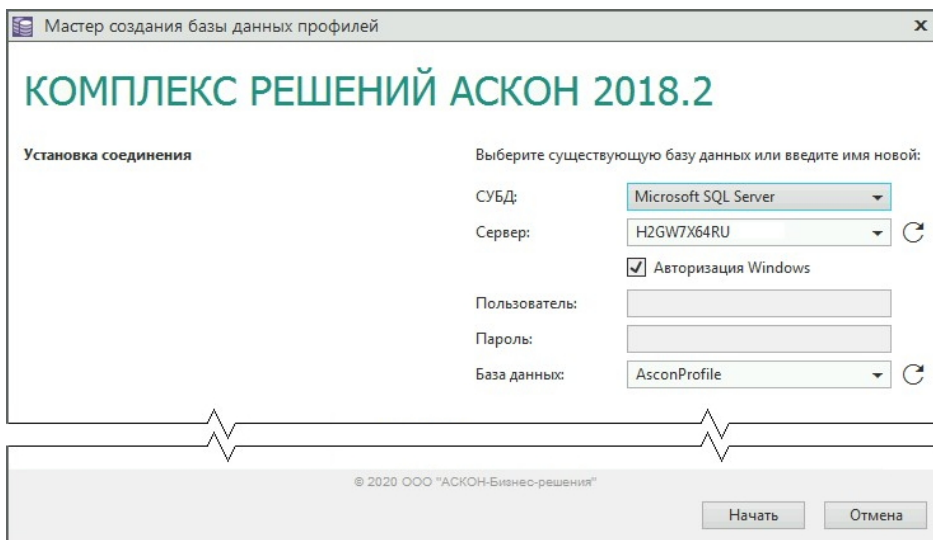 Мастер создания базы данных профилей
КОМПЛЕКС РЕШЕНИЙ АСКОН 2018.2
Установка соединения
Выберите существующую базу данных или введите имя новой:
СУБД: Microsoft SQL Server
Сервер: H2GW7X64RU
Авторизация Windows
Пользователь:
Пароль:
База данных: AsconProfile
© 2020 ООО "АСКОН-Бизнес-решения"
Начать Отмена